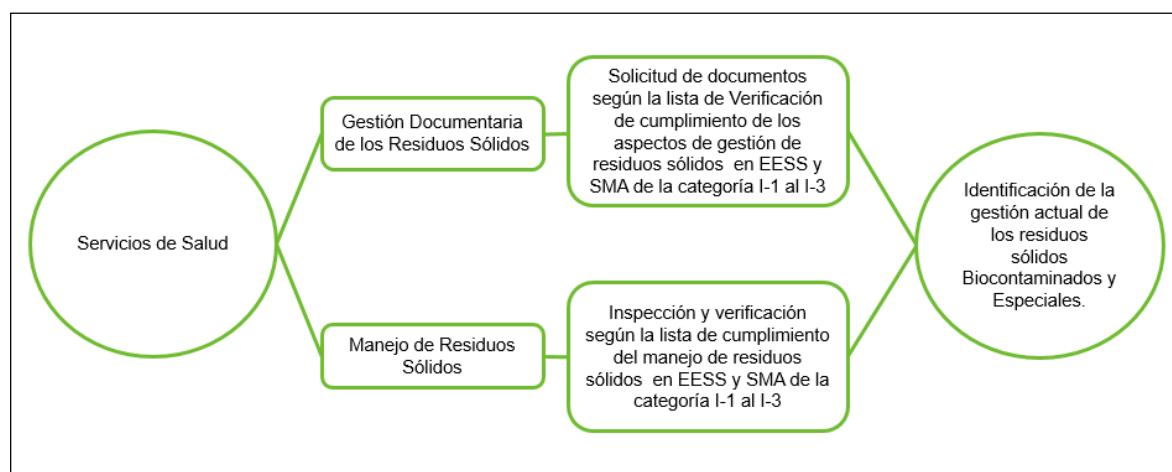 Servicios de Salud
Gestión Documentaria
de los Residuos Sólidos
Solicitud de documentos
según la lista de Verificación
de cumplimiento de los
aspectos de gestión de
residuos sólidos en EESS y
SMA de la categoría I-1 al I-3
Manejo de Residuos
Sólidos
Inspección y verificación
según la lista de cumplimiento
del manejo de residuos
sólidos en EESS y SMA de la
categoría I-1 al I-3
Identificación de la
gestión actual de
los residuos
sólidos
Biocontaminados y
Especiales.